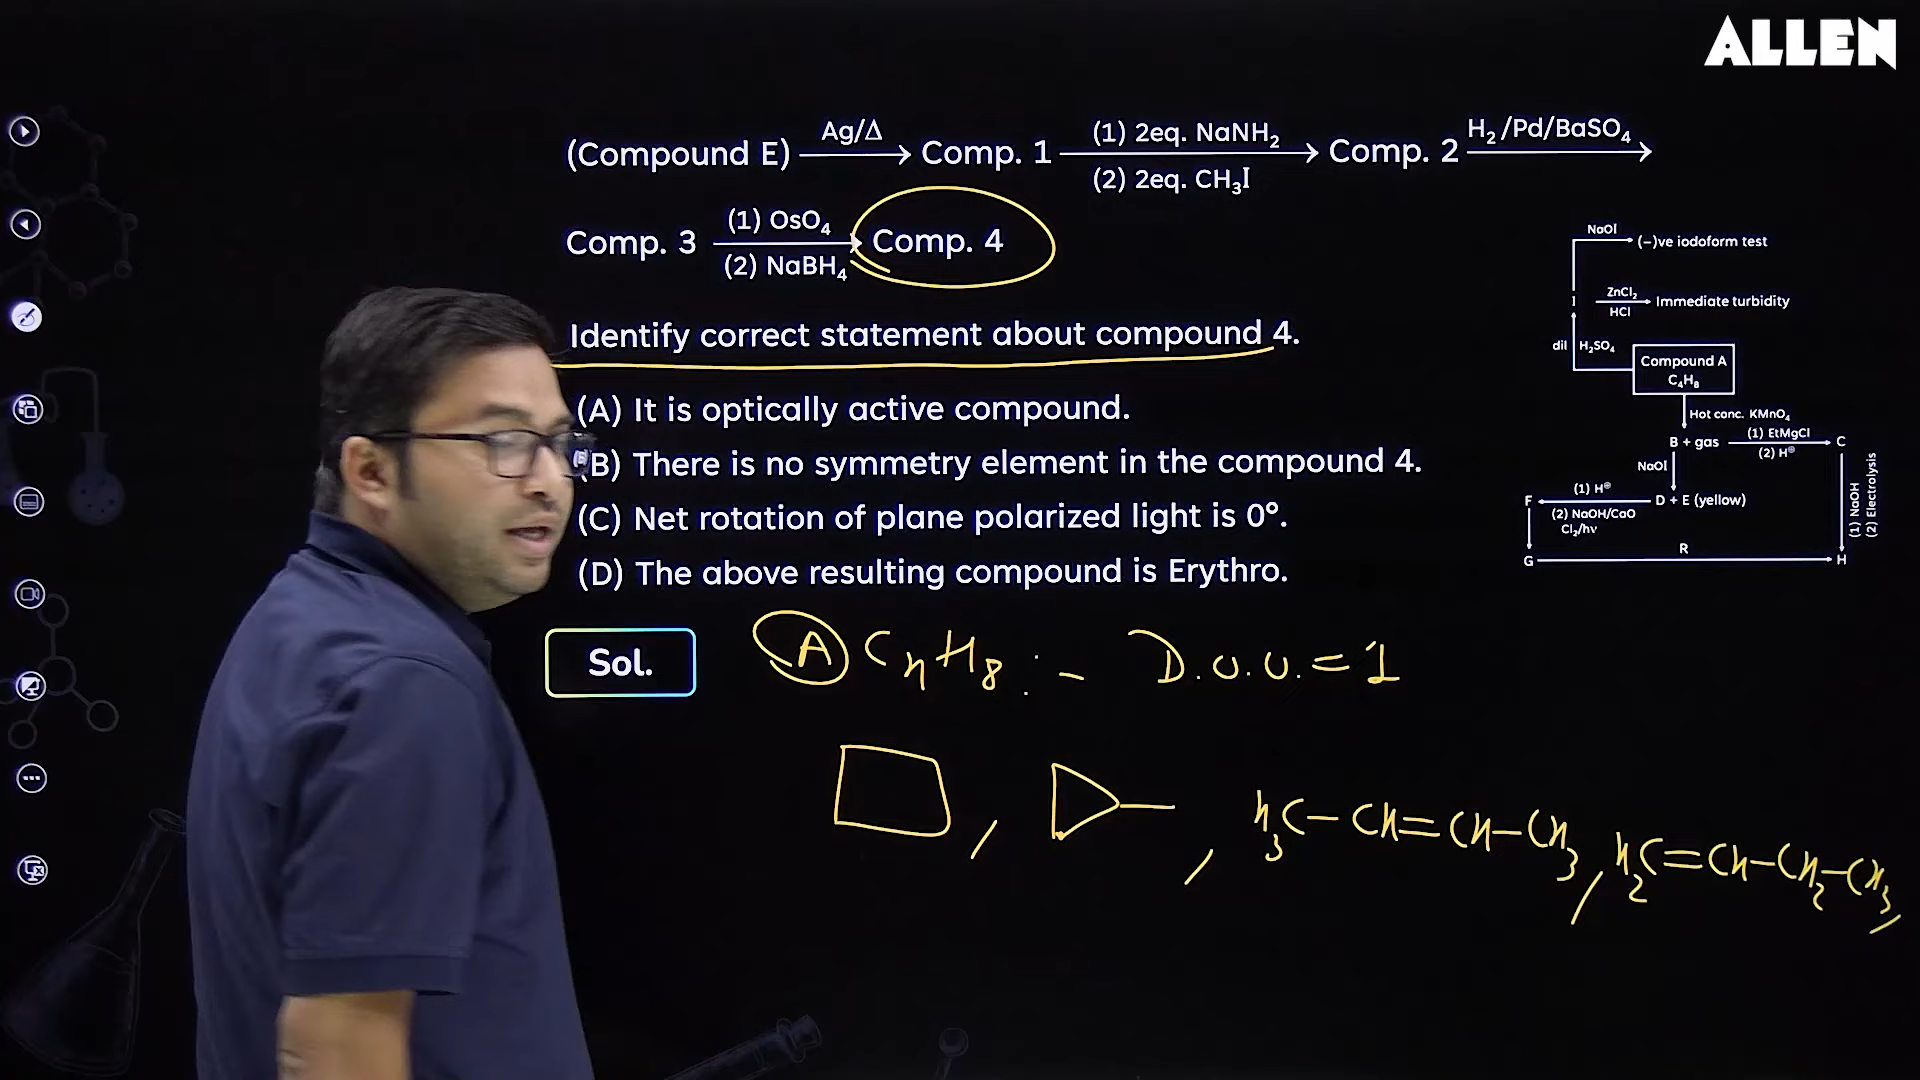 ALLEN
(Compound E) Ag/Δ → Comp. 1 (1) 2eq. NaNH₂ (2) 2eq. CH₃I → Comp. 2 H₂/Pd/BaSO₄ →
Comp. 3 (1) OsO₄ (2) NaBH₄ → Comp. 4
Identify correct statement about compound 4.
(A) It is optically active compound.
(B) There is no symmetry element in the compound 4.
(C) Net rotation of plane polarized light is 0°.
(D) The above resulting compound is Erythro.
NaOI → (-)ve iodoform test
I ZnCl₂ HCl → Immediate turbidity
dil H₂SO₄
Compound A
C₄H₈
Hot conc. KMnO₄
B + gas (1) EtMgCl (2) H⊕ → C
NaOI
F ← (1) H⊕ (2) NaOH/CaO D + E (yellow)
Cl₂/hν
(1) NaOH
(2) Electrolysis
G R → H
Sol.
A C₄H₈ :- D.U.U. = 1
, , H₃C-CH=CH-CH₃, H₂C=CH-CH₂-CH₃,